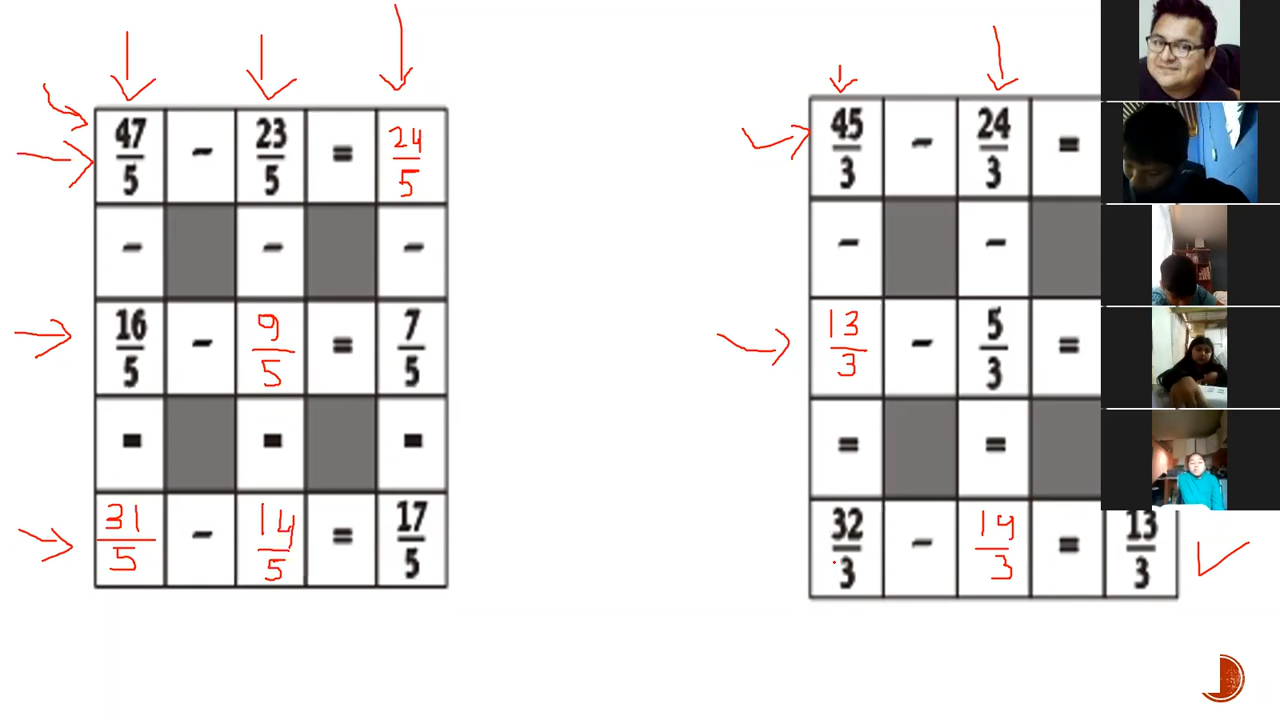 47/5 - 23/5 = 24/5
- - -
16/5 - 9/5 = 7/5
= = =
31/5 - 14/5 = 17/5
45/3 - 24/3 =
- -
13/3 - 5/3 =
= =
32/3 - 19/3 = 13/3